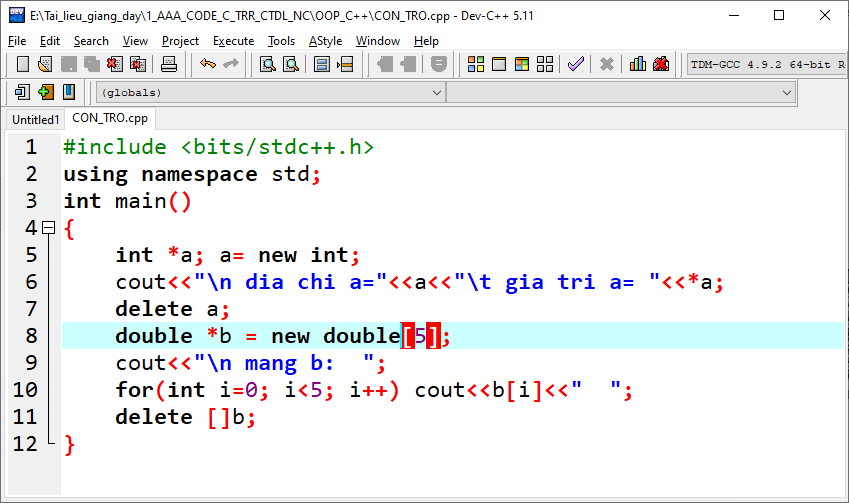 E:\Tai_lieu_giang_day\1_AAA_CODE_C_TRR_CTDL_NC\OOP_C++\CON_TRO.cpp - Dev-C++ 5.11
File Edit Search View Project Execute Tools AStyle Window Help
TDM-GCC 4.9.2 64-bit R
(globals)
Untitled1 CON_TRO.cpp
1 #include <bits/stdc++.h>
2 using namespace std;
3 int main()
4 {
5     int *a; a= new int;
6     cout<<"\n dia chi a="<<a<<"\t gia tri a= "<<*a;
7     delete a;
8     double *b = new double[5];
9     cout<<"\n mang b:  ";
10     for(int i=0; i<5; i++) cout<<b[i]<<"  ";
11     delete []b;
12 }